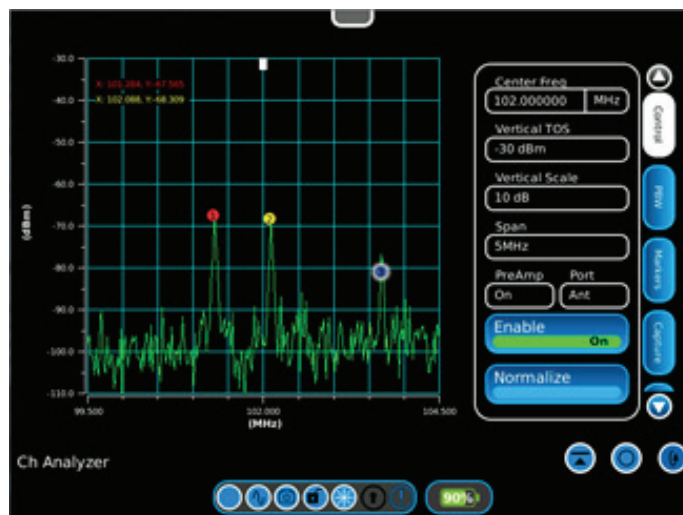 -30.0
X: 101.284, Y:-67.565
X: 102.088, Y:-68.309
-40.0
-50.0
-60.0
-70.0
-80.0
-90.0
-100.0
-110.0
(dBm)
1
2
99.500
102.000
104.500
(MHz)
Center Freq
102.000000 MHz
Vertical TOS
-30 dBm
Vertical Scale
10 dB
Span
5MHz
PreAmp Port
On Ant
Enable
On
Normalize
Control
PBW
Markers
Capture
Ch Analyzer
90%